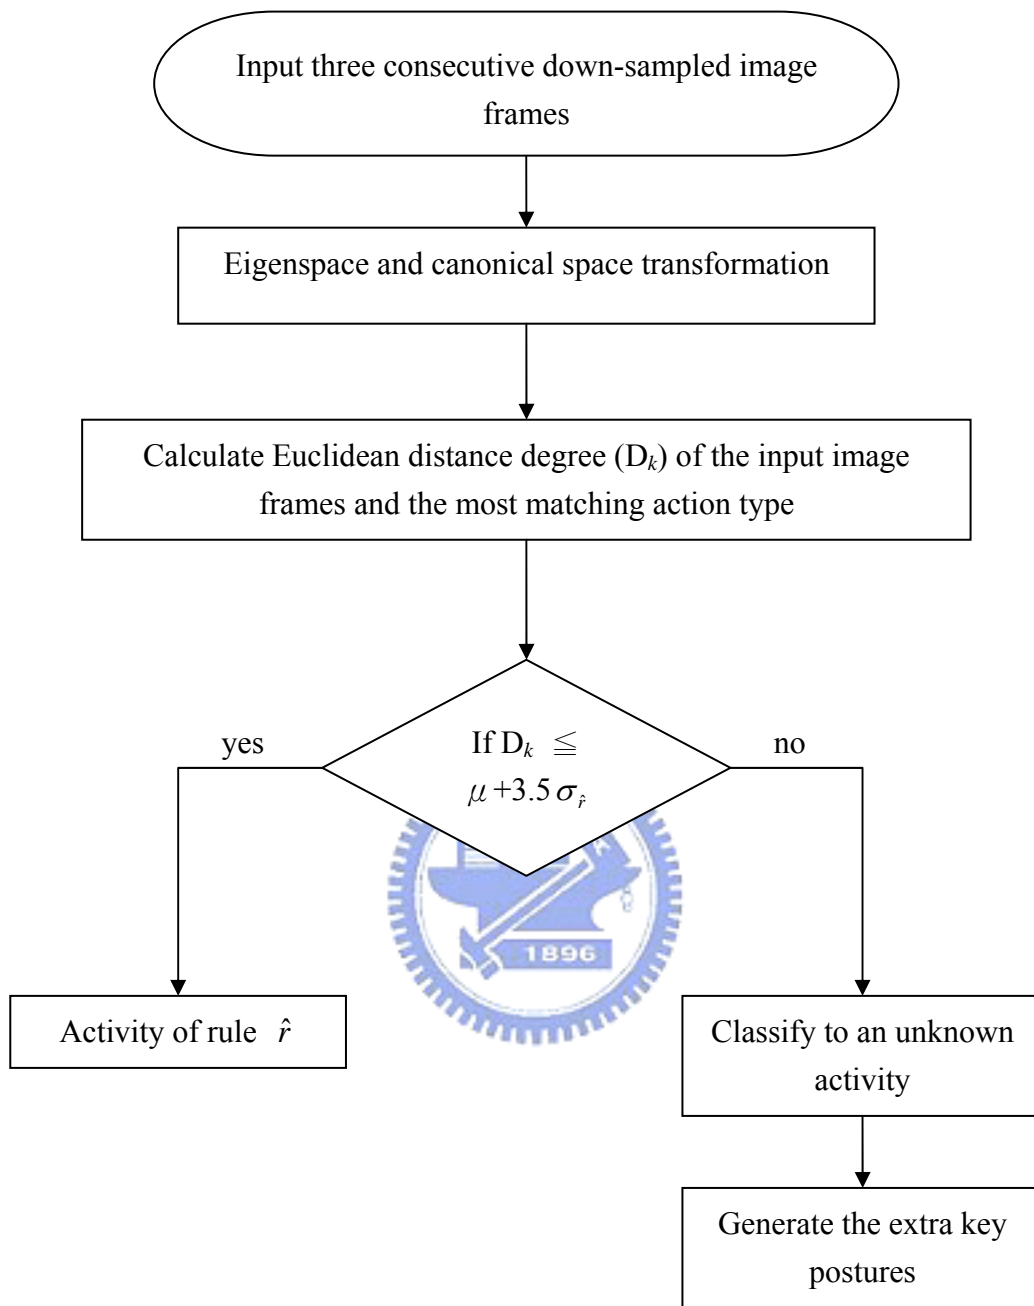 Input three consecutive down-sampled image
frames
Eigenspace and canonical space transformation
Calculate Euclidean distance degree (Dₖ) of the input image
frames and the most matching action type
If Dₖ ≦
μ+3.5σ_r̂
yes
no
1896
Activity of rule r̂
Classify to an unknown
activity
Generate the extra key
postures